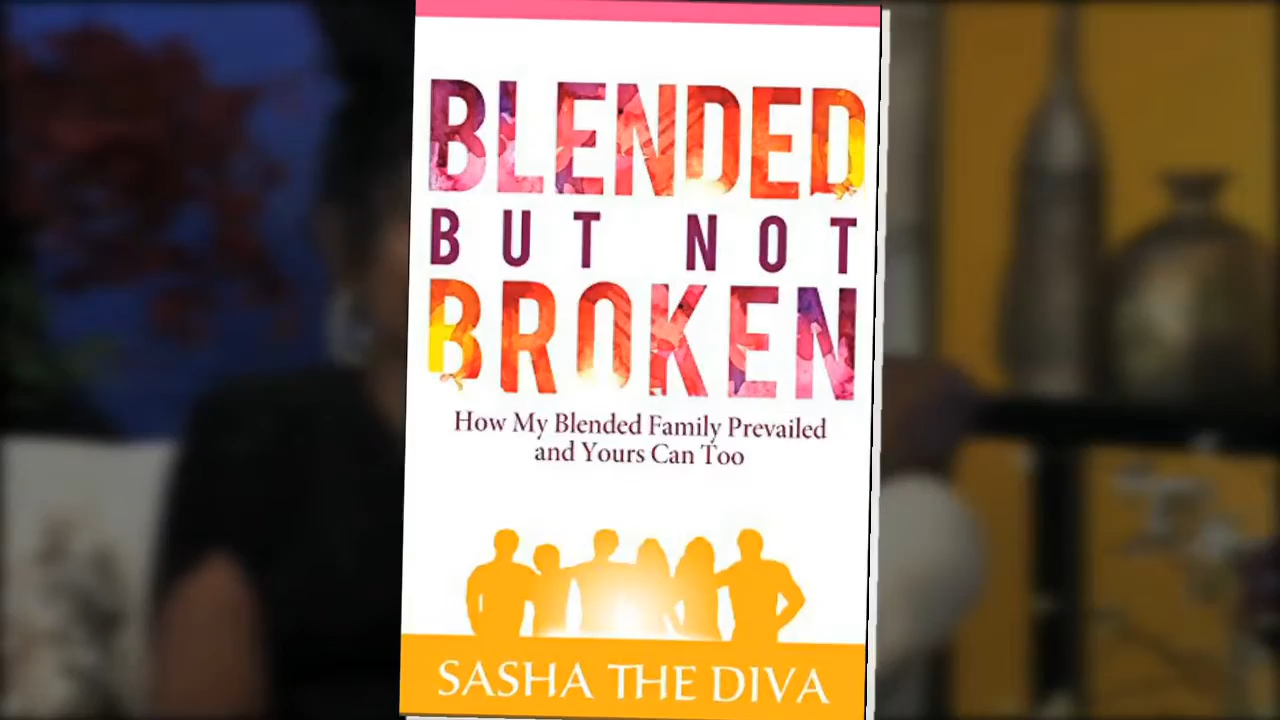 BLENDED
BUT NOT
BROKEN
How My Blended Family Prevailed
and Yours Can Too
SASHA THE DIVA